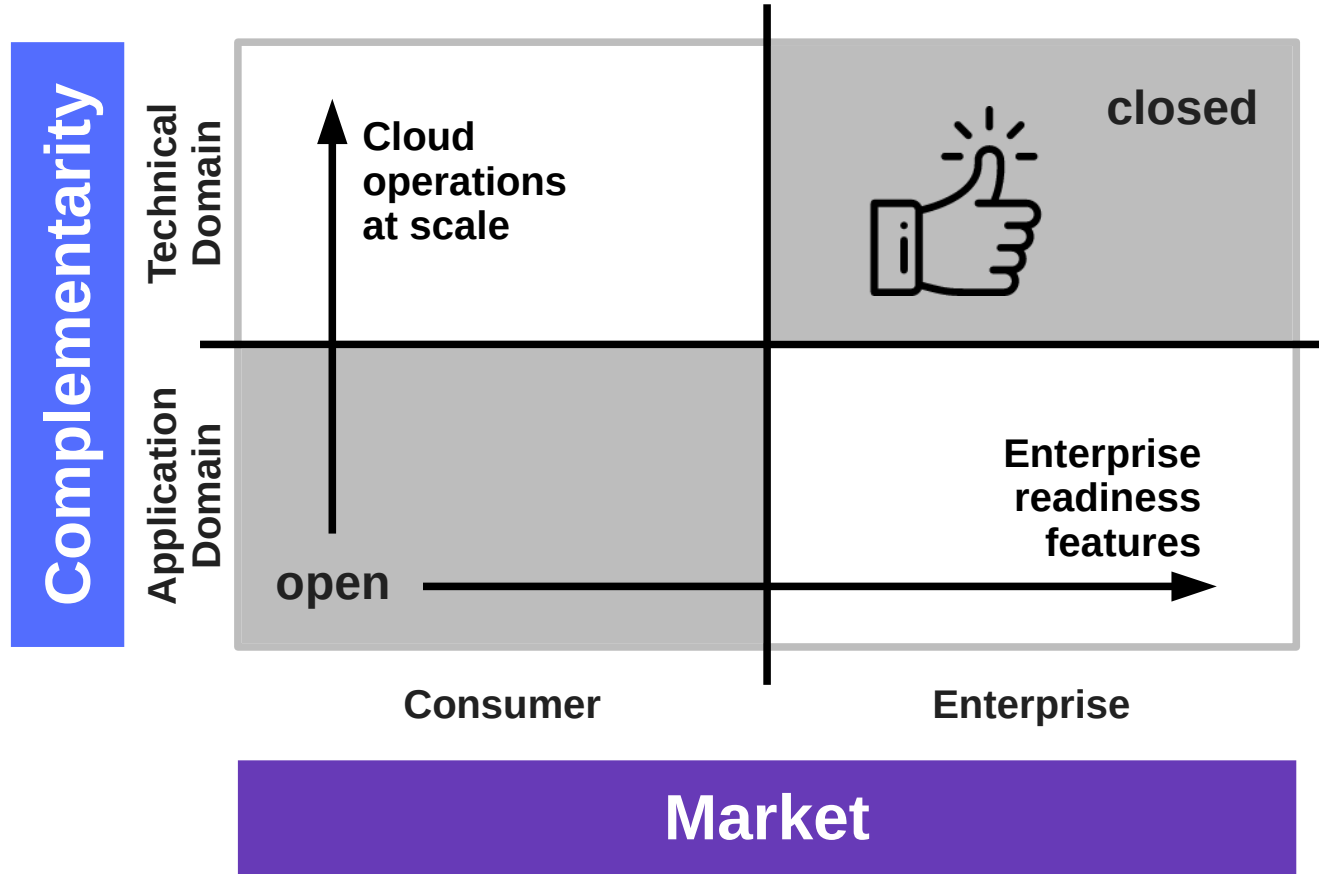 Complementarity
Technical
Domain
Application
Domain
Cloud
operations
at scale
closed
Enterprise
readiness
features
open
Consumer
Enterprise
Market